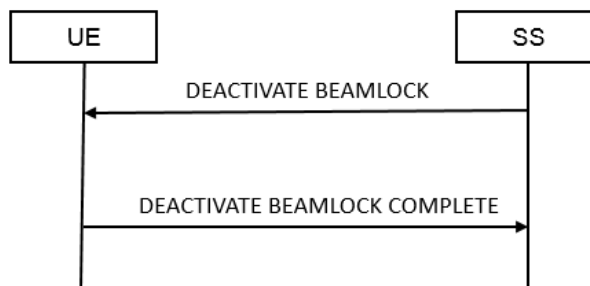 UE
SS
DEACTIVATE BEAMLOCK
DEACTIVATE BEAMLOCK COMPLETE